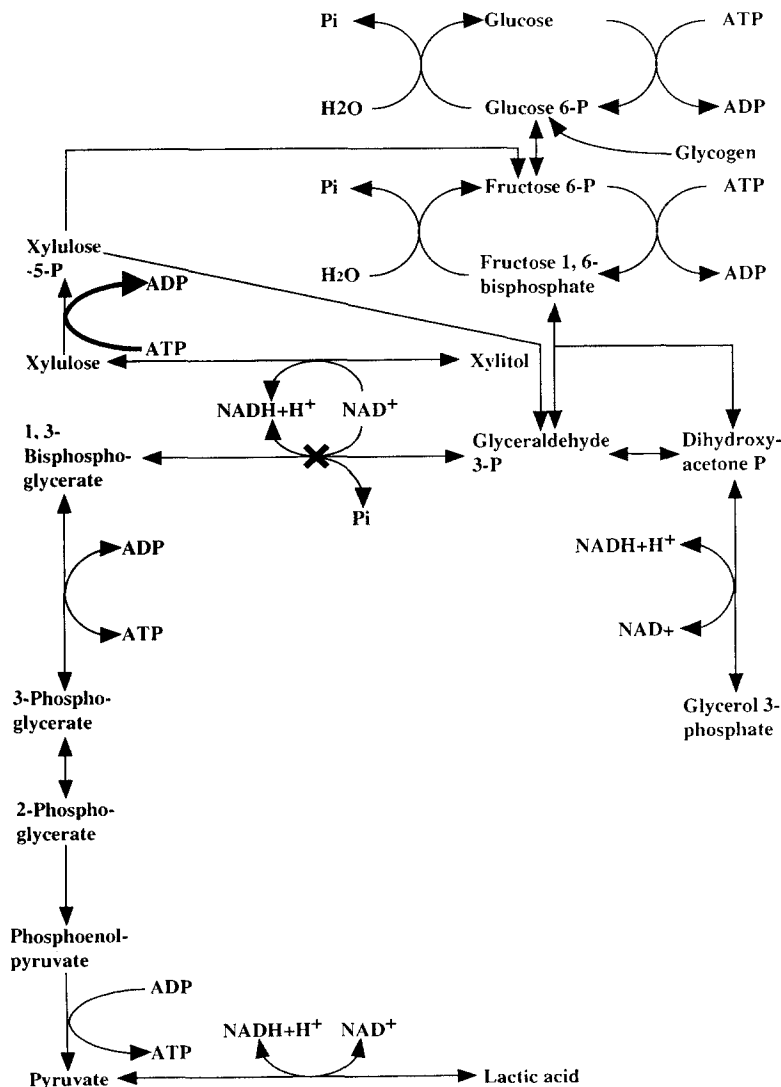 Pi
Glucose
ATP
H2O
Glucose 6-P
ADP
Glycogen
Pi
Fructose 6-P
ATP
Xylulose
-5-P
H2O
Fructose 1, 6-
bisphosphate
ADP
ADP
ATP
Xylulose
Xylitol
NADH+H⁺
NAD⁺
1, 3-
Bisphospho-
glycerate
Glyceraldehyde
3-P
Dihydroxy-
acetone P
Pi
ADP
NADH+H⁺
ATP
NAD+
3-Phospho-
glycerate
Glycerol 3-
phosphate
2-Phospho-
glycerate
Phosphoenol-
pyruvate
ADP
NADH+H⁺
NAD⁺
ATP
Pyruvate
Lactic acid